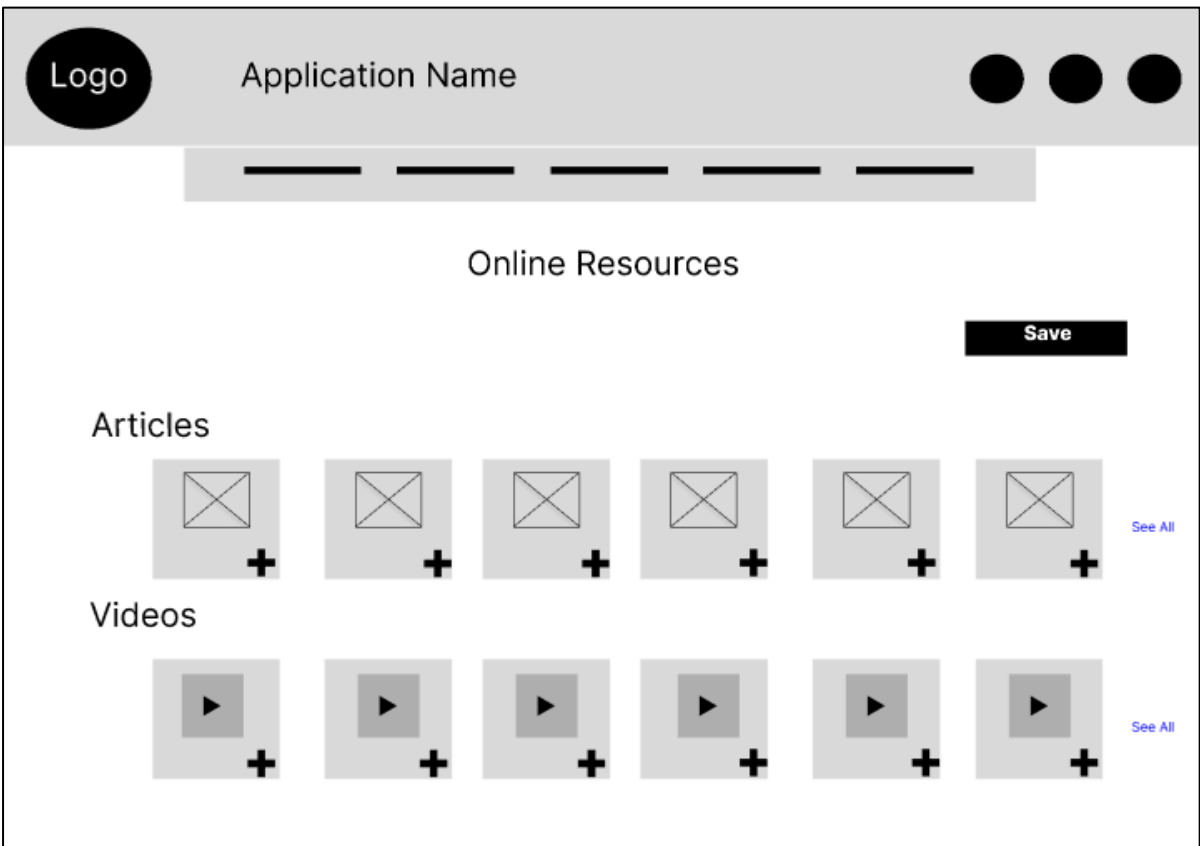 Logo
Application Name
Online Resources
Save
Articles
See All
Videos
See All